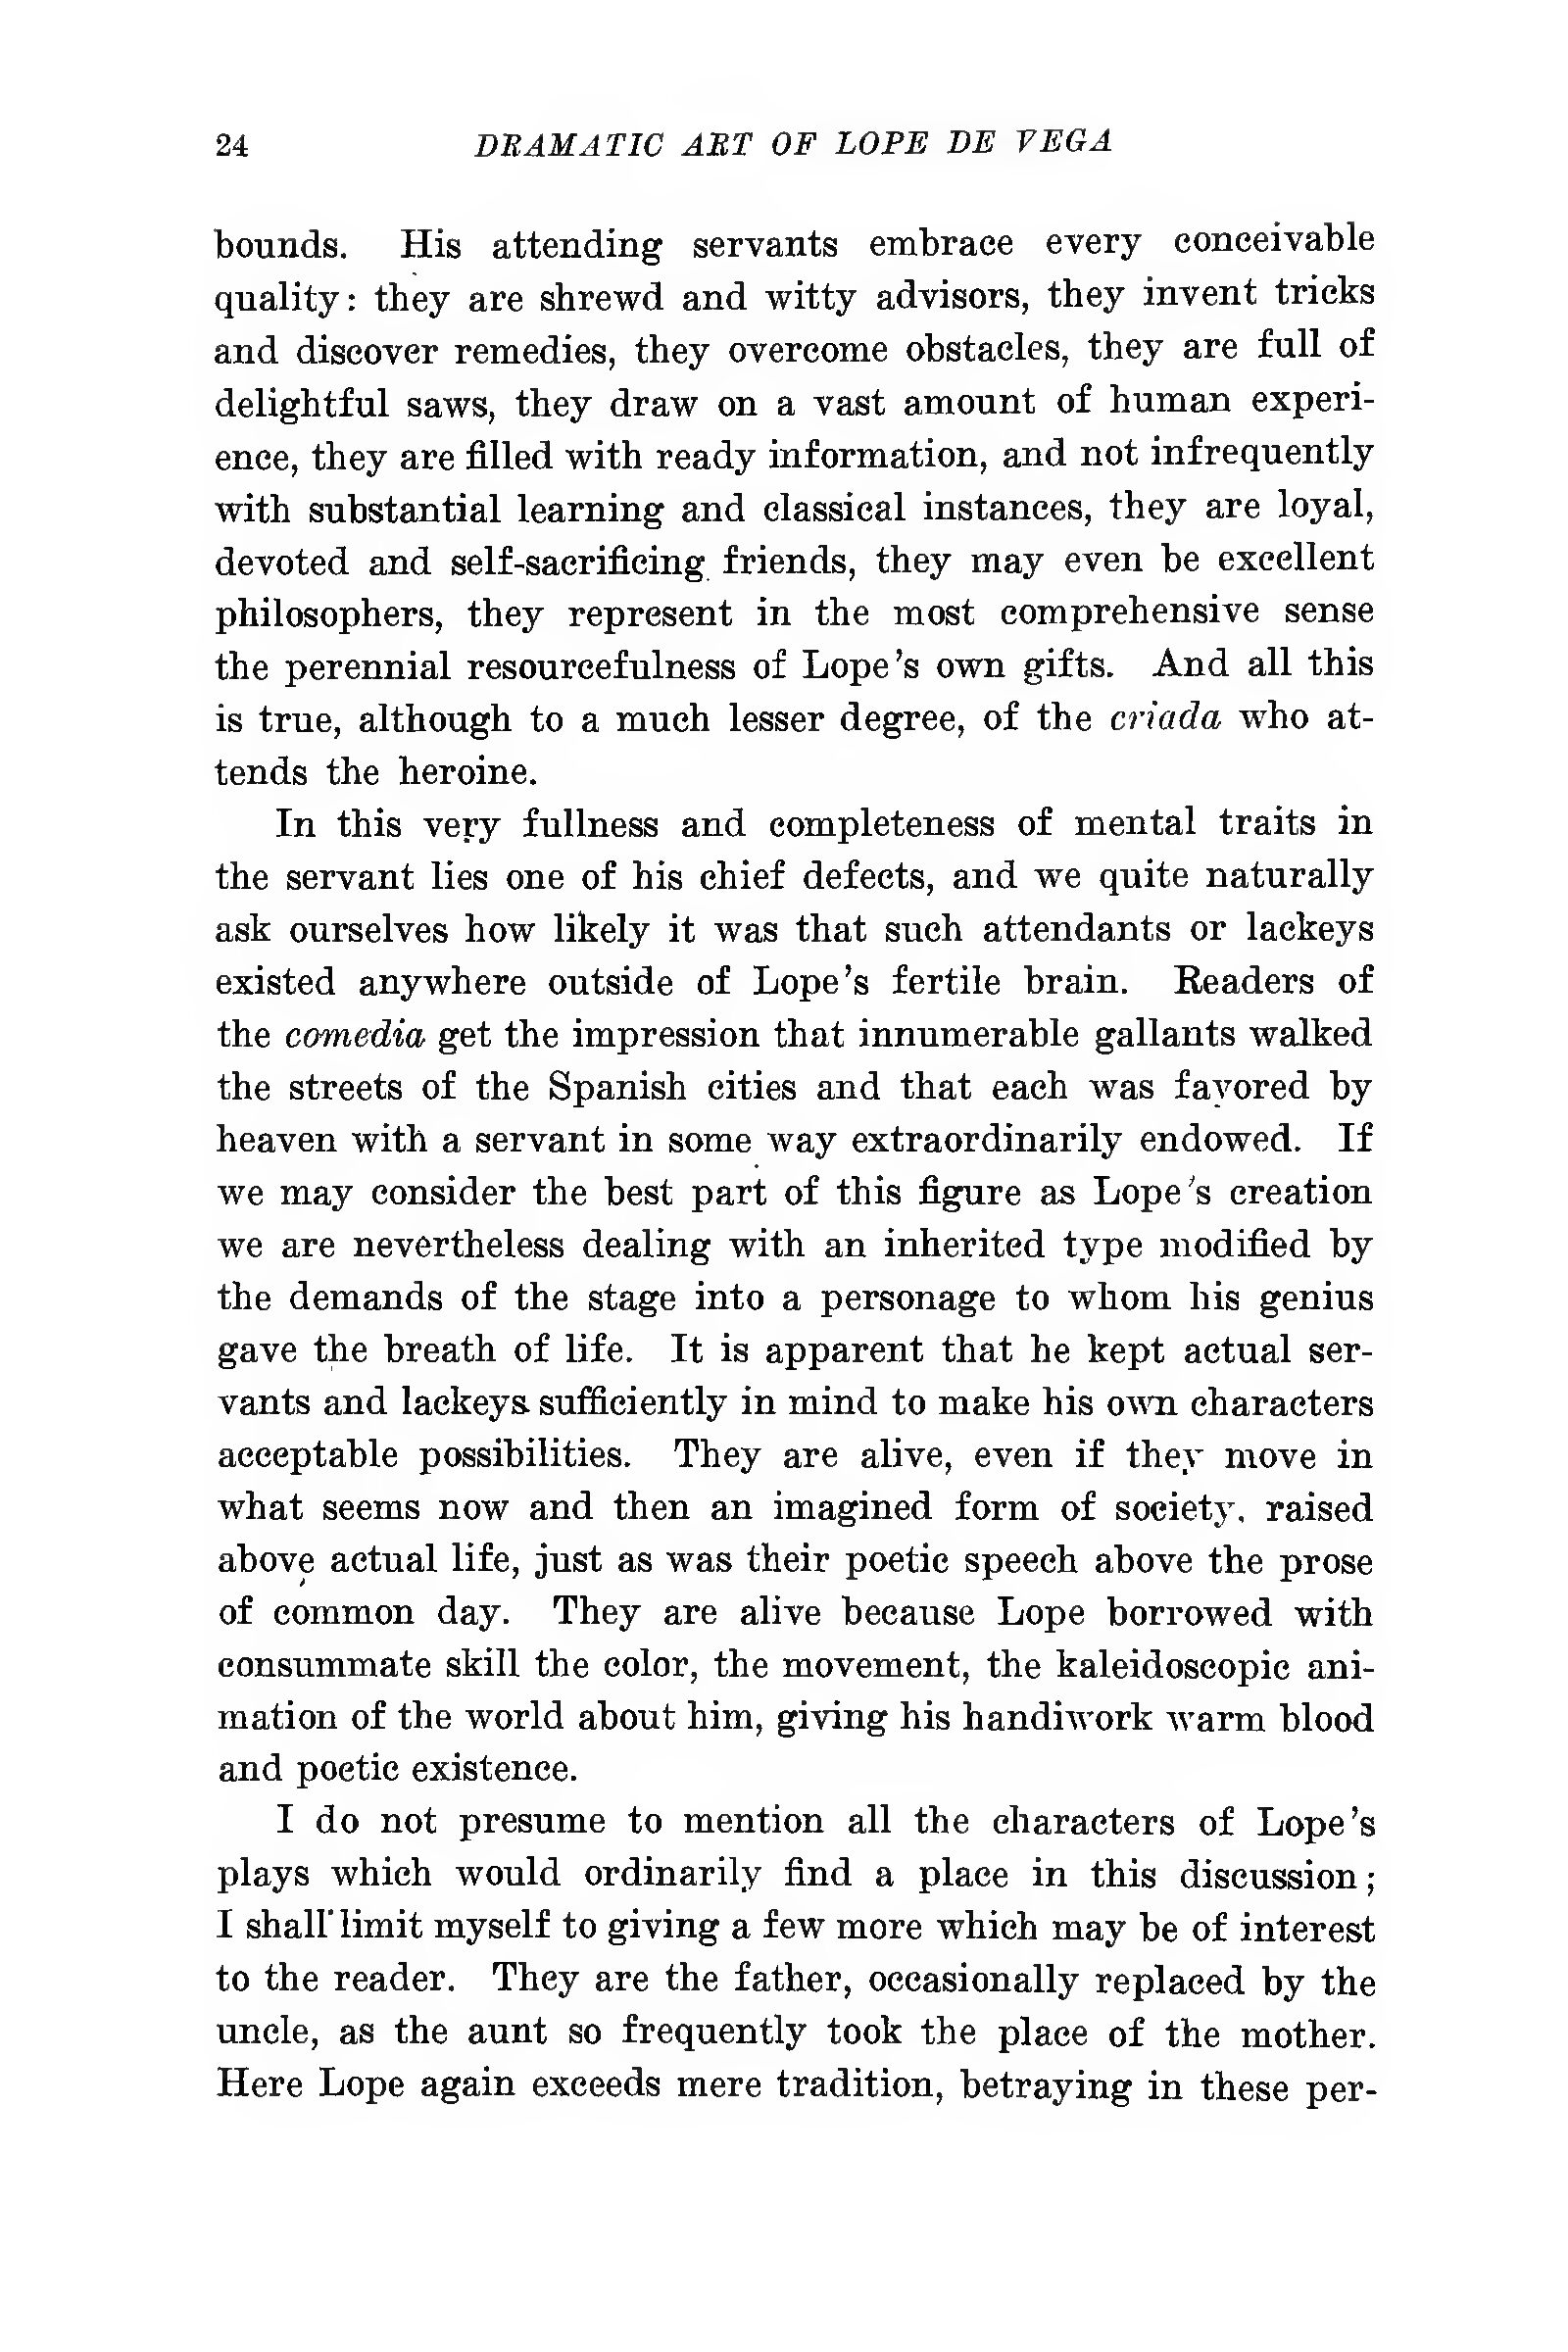 24 DRAMATIC ART OF LOPE DE VEGA
bounds. His attending servants embrace every conceivable
quality: they are shrewd and witty advisors, they invent tricks
and discover remedies, they overcome obstacles, they are full of
delightful saws, they draw on a vast amount of human experi-
ence, they are filled with ready information, and not infrequently
with substantial learning and classical instances, they are loyal,
devoted and self-sacrificing friends, they may even be excellent
philosophers, they represent in the most comprehensive sense
the perennial resourcefulness of Lope's own gifts. And all this
is true, although to a much lesser degree, of the criada who at-
tends the heroine.
In this very fullness and completeness of mental traits in
the servant lies one of his chief defects, and we quite naturally
ask ourselves how likely it was that such attendants or lackeys
existed anywhere outside of Lope's fertile brain. Readers of
the comedia get the impression that innumerable gallants walked
the streets of the Spanish cities and that each was favored by
heaven with a servant in some way extraordinarily endowed. If
we may consider the best part of this figure as Lope's creation
we are nevertheless dealing with an inherited type modified by
the demands of the stage into a personage to whom his genius
gave the breath of life. It is apparent that he kept actual ser-
vants and lackeys sufficiently in mind to make his own characters
acceptable possibilities. They are alive, even if they move in
what seems now and then an imagined form of society, raised
above actual life, just as was their poetic speech above the prose
of common day. They are alive because Lope borrowed with
consummate skill the color, the movement, the kaleidoscopic ani-
mation of the world about him, giving his handiwork warm blood
and poetic existence.
I do not presume to mention all the characters of Lope's
plays which would ordinarily find a place in this discussion;
I shall limit myself to giving a few more which may be of interest
to the reader. They are the father, occasionally replaced by the
uncle, as the aunt so frequently took the place of the mother.
Here Lope again exceeds mere tradition, betraying in these per-